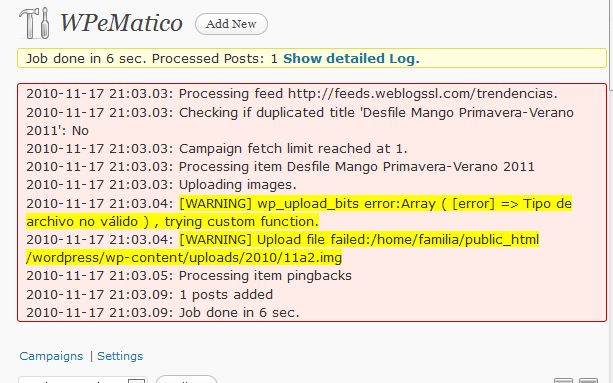 WPeMatico Add New
Job done in 6 sec. Processed Posts: 1 Show detailed Log.
2010-11-17 21:03.03: Processing feed http://feeds.weblogssl.com/trendencias.
2010-11-17 21:03.03: Checking if duplicated title 'Desfile Mango Primavera-Verano
2011': No
2010-11-17 21:03.03: Campaign fetch limit reached at 1.
2010-11-17 21:03.03: Processing item Desfile Mango Primavera-Verano 2011
2010-11-17 21:03.03: Uploading images.
2010-11-17 21:03.04: [WARNING] wp_upload_bits error:Array ( [error] => Tipo de
archivo no válido ) , trying custom function.
2010-11-17 21:03.04: [WARNING] Upload file failed:/home/familia/public_html
/wordpress/wp-content/uploads/2010/11a2.img
2010-11-17 21:03.05: Processing item pingbacks
2010-11-17 21:03.09: 1 posts added
2010-11-17 21:03.09: Job done in 6 sec.
Campaigns | Settings